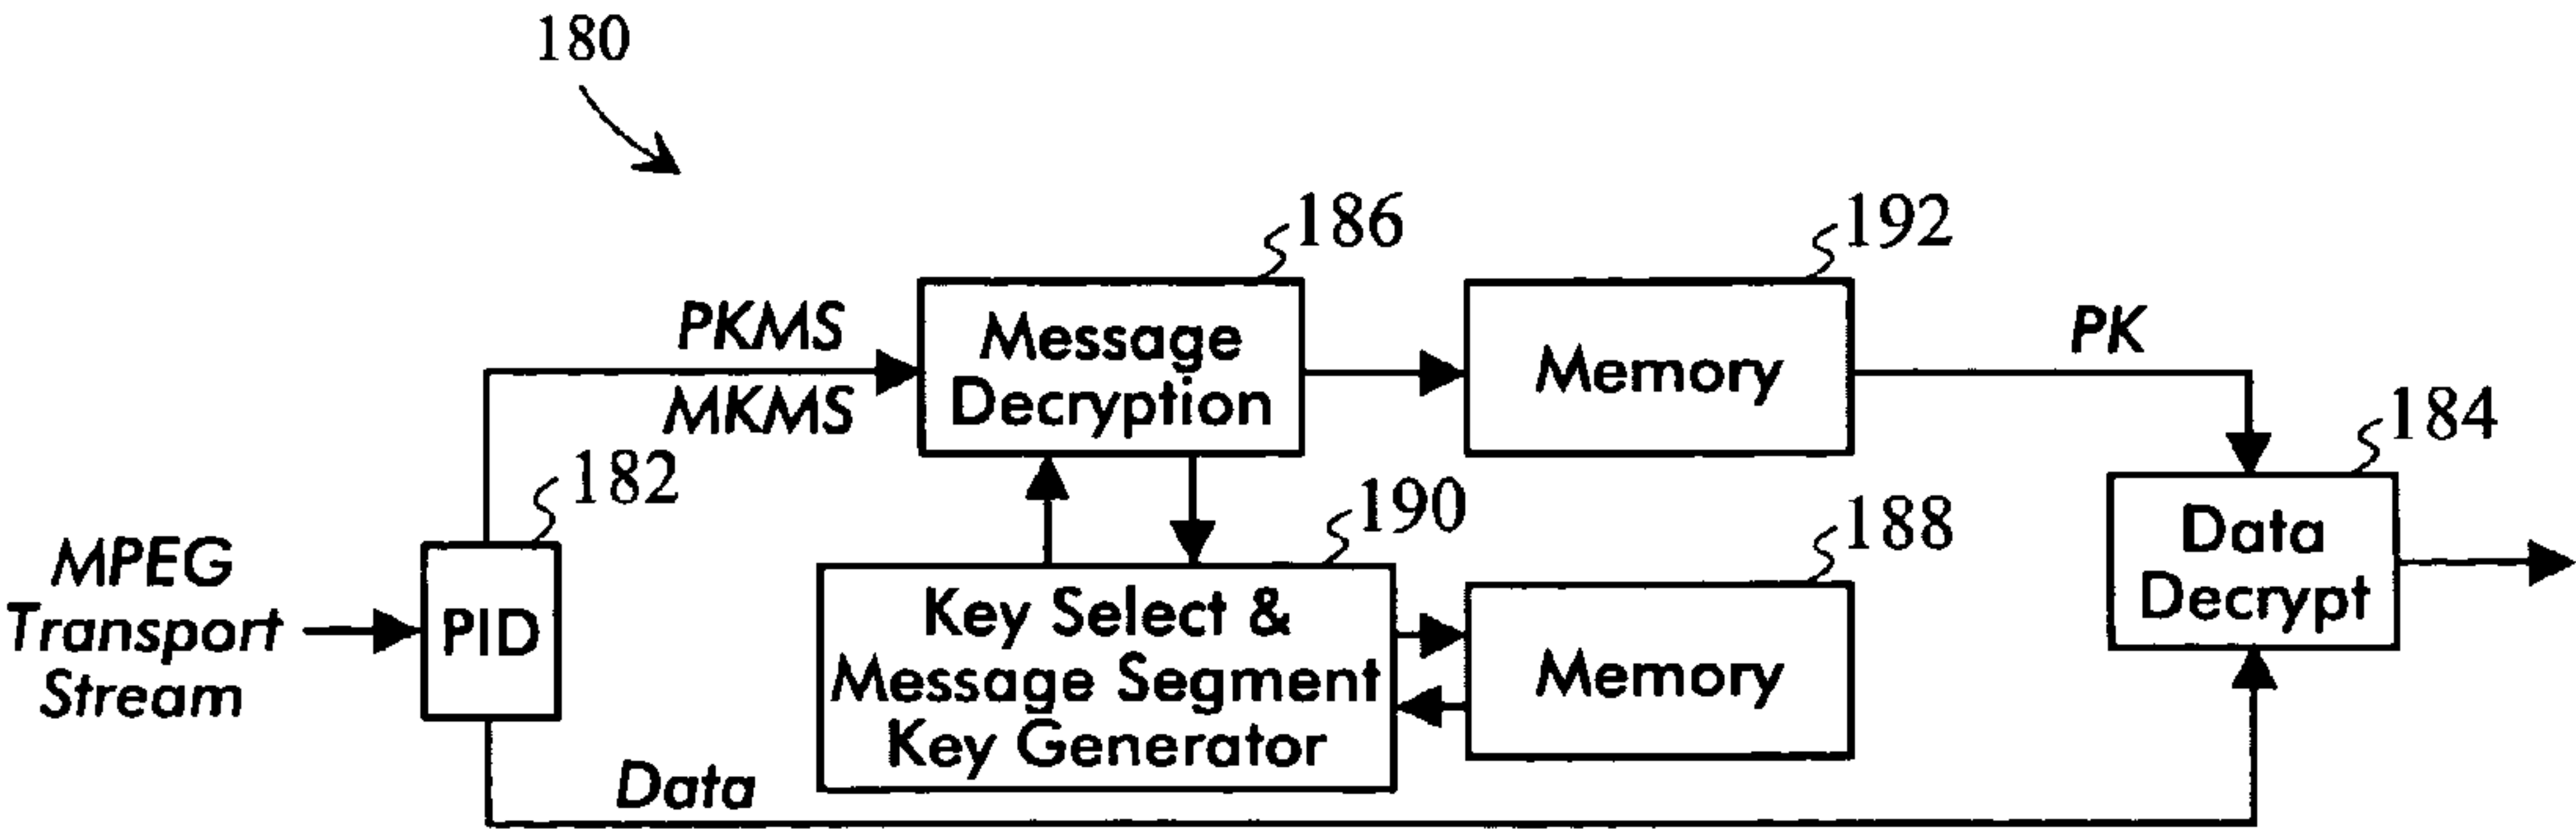 180
186
192
PKMS
MKMS
Message
Decryption
Memory
PK
184
182
190
188
MPEG
Transport
Stream
PID
Key Select &
Message Segment
Key Generator
Memory
Data
Decrypt
Data